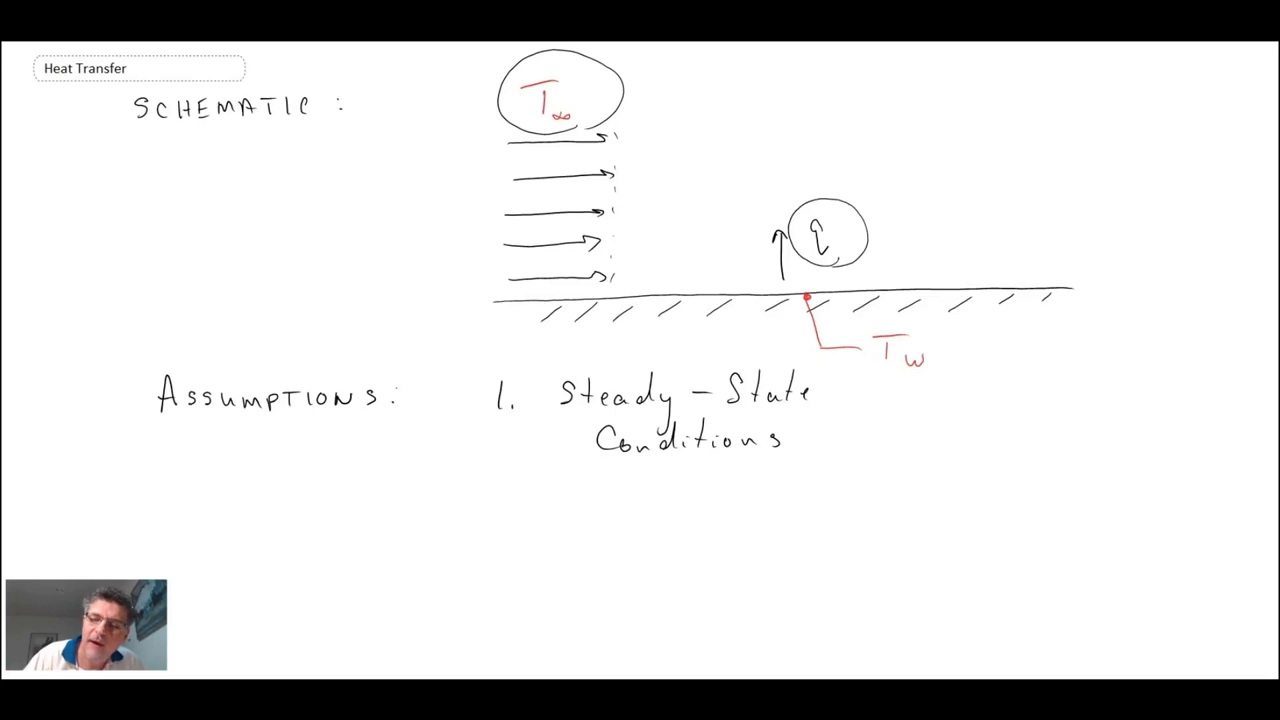 Heat Transfer
SCHEMATIC :
T∞
q
Tw
ASSUMPTIONS :
1. Steady - State
Conditions